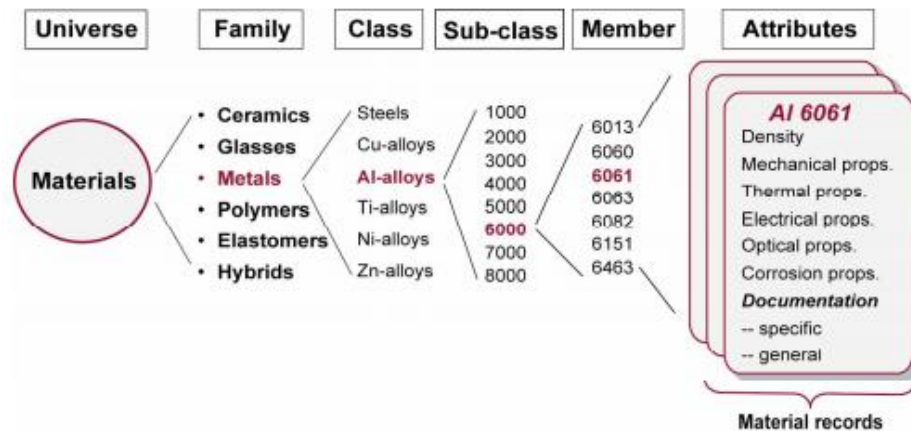 Universe
Family
Class
Sub-class
Member
Attributes
Materials
• Ceramics
• Glasses
• Metals
• Polymers
• Elastomers
• Hybrids
Steels
Cu-alloys
Al-alloys
Ti-alloys
Ni-alloys
Zn-alloys
1000
2000
3000
4000
5000
6000
7000
8000
6013
6060
6061
6063
6082
6151
6463
Al 6061
Density
Mechanical props.
Thermal props.
Electrical props.
Optical props.
Corrosion props.
Documentation
-- specific
-- general
Material records